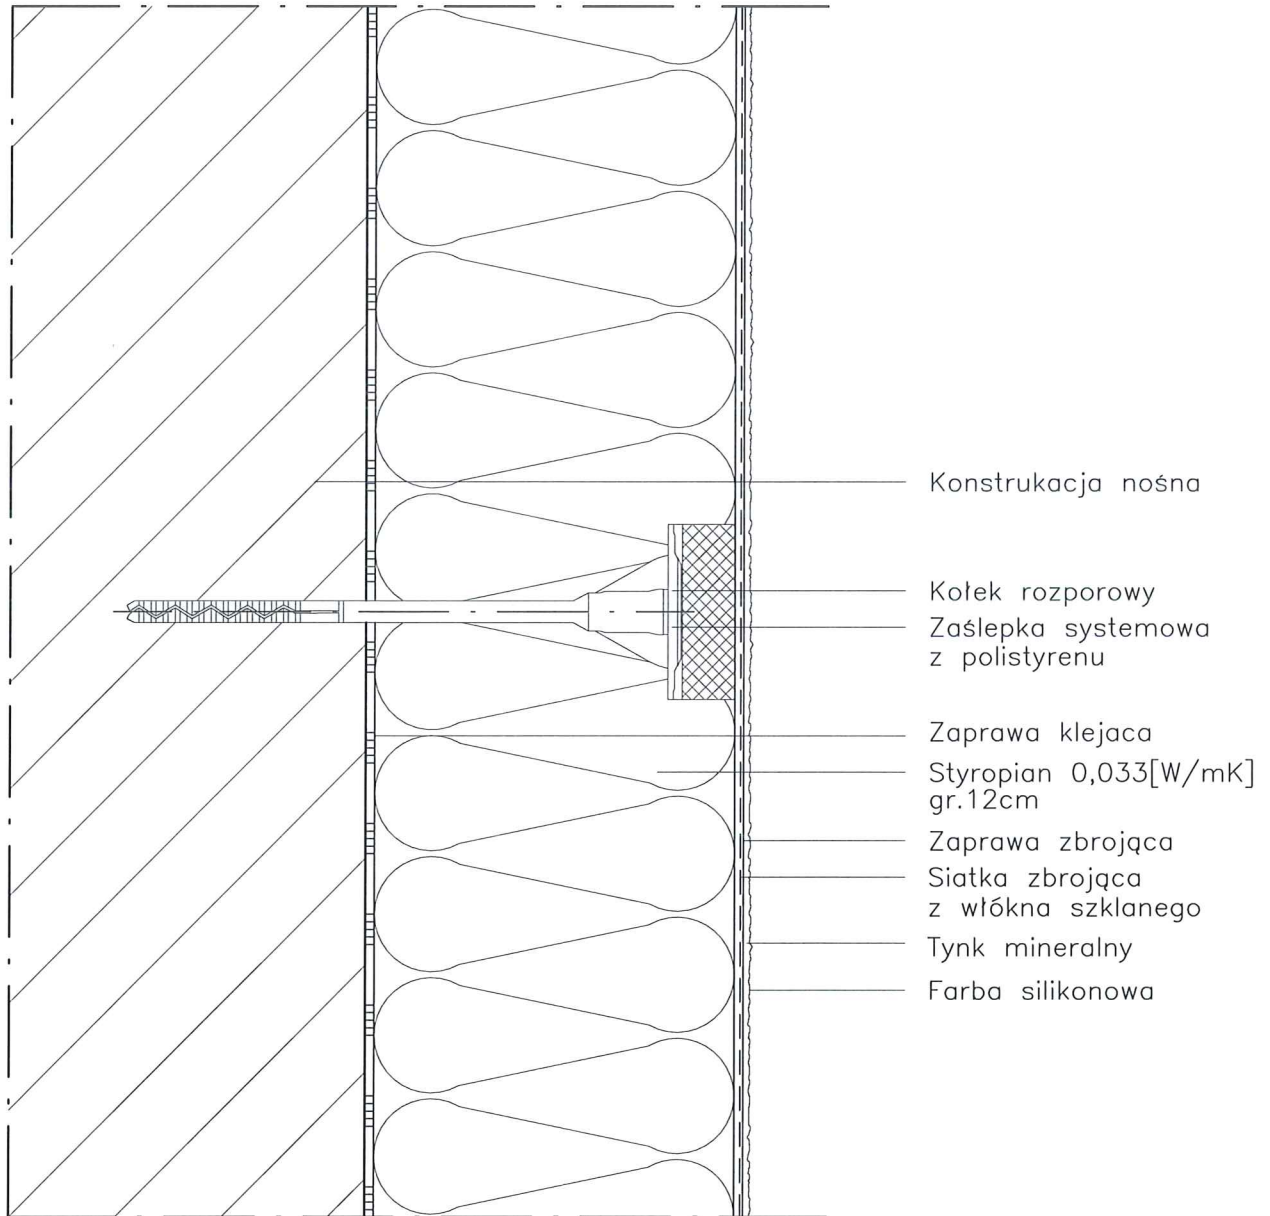 Konstrukacja nośna
Kołek rozporowy
Zaślepka systemowa
z polistyrenu
Zaprawa klejaca
Styropian 0,033[W/mK]
gr.12cm
Zaprawa zbrojąca
Siatka zbrojąca
z włókna szklanego
Tynk mineralny
Farba silikonowa